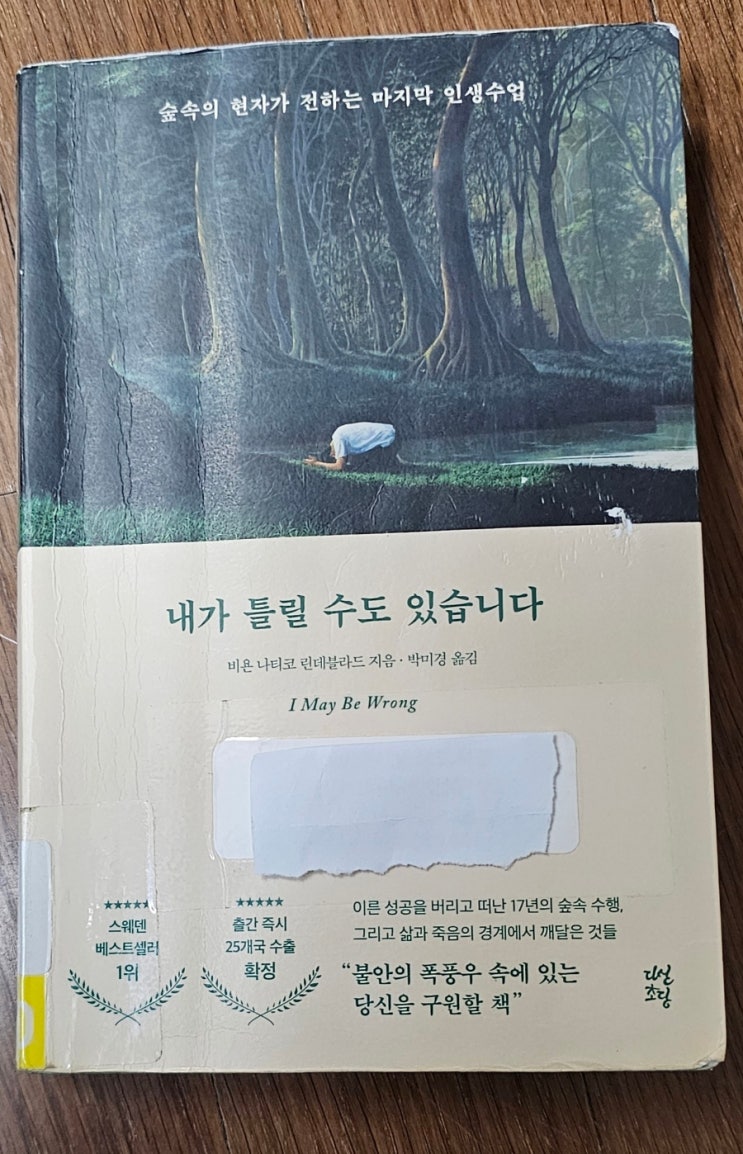 숲속의 현자가 전하는 마지막 인생수업
내가 틀릴 수도 있습니다
비욘 나티코 린데블라드 지음 · 박미경 옮김
I May Be Wrong
★★★★★
스웨덴
베스트셀러
1위
★★★★★
출간 즉시
25개국 수출
확정
이른 성공을 버리고 떠난 17년의 숲속 수행,
그리고 삶과 죽음의 경계에서 깨달은 것들
“불안의 폭풍우 속에 있는
당신을 구원할 책”
다산
초당